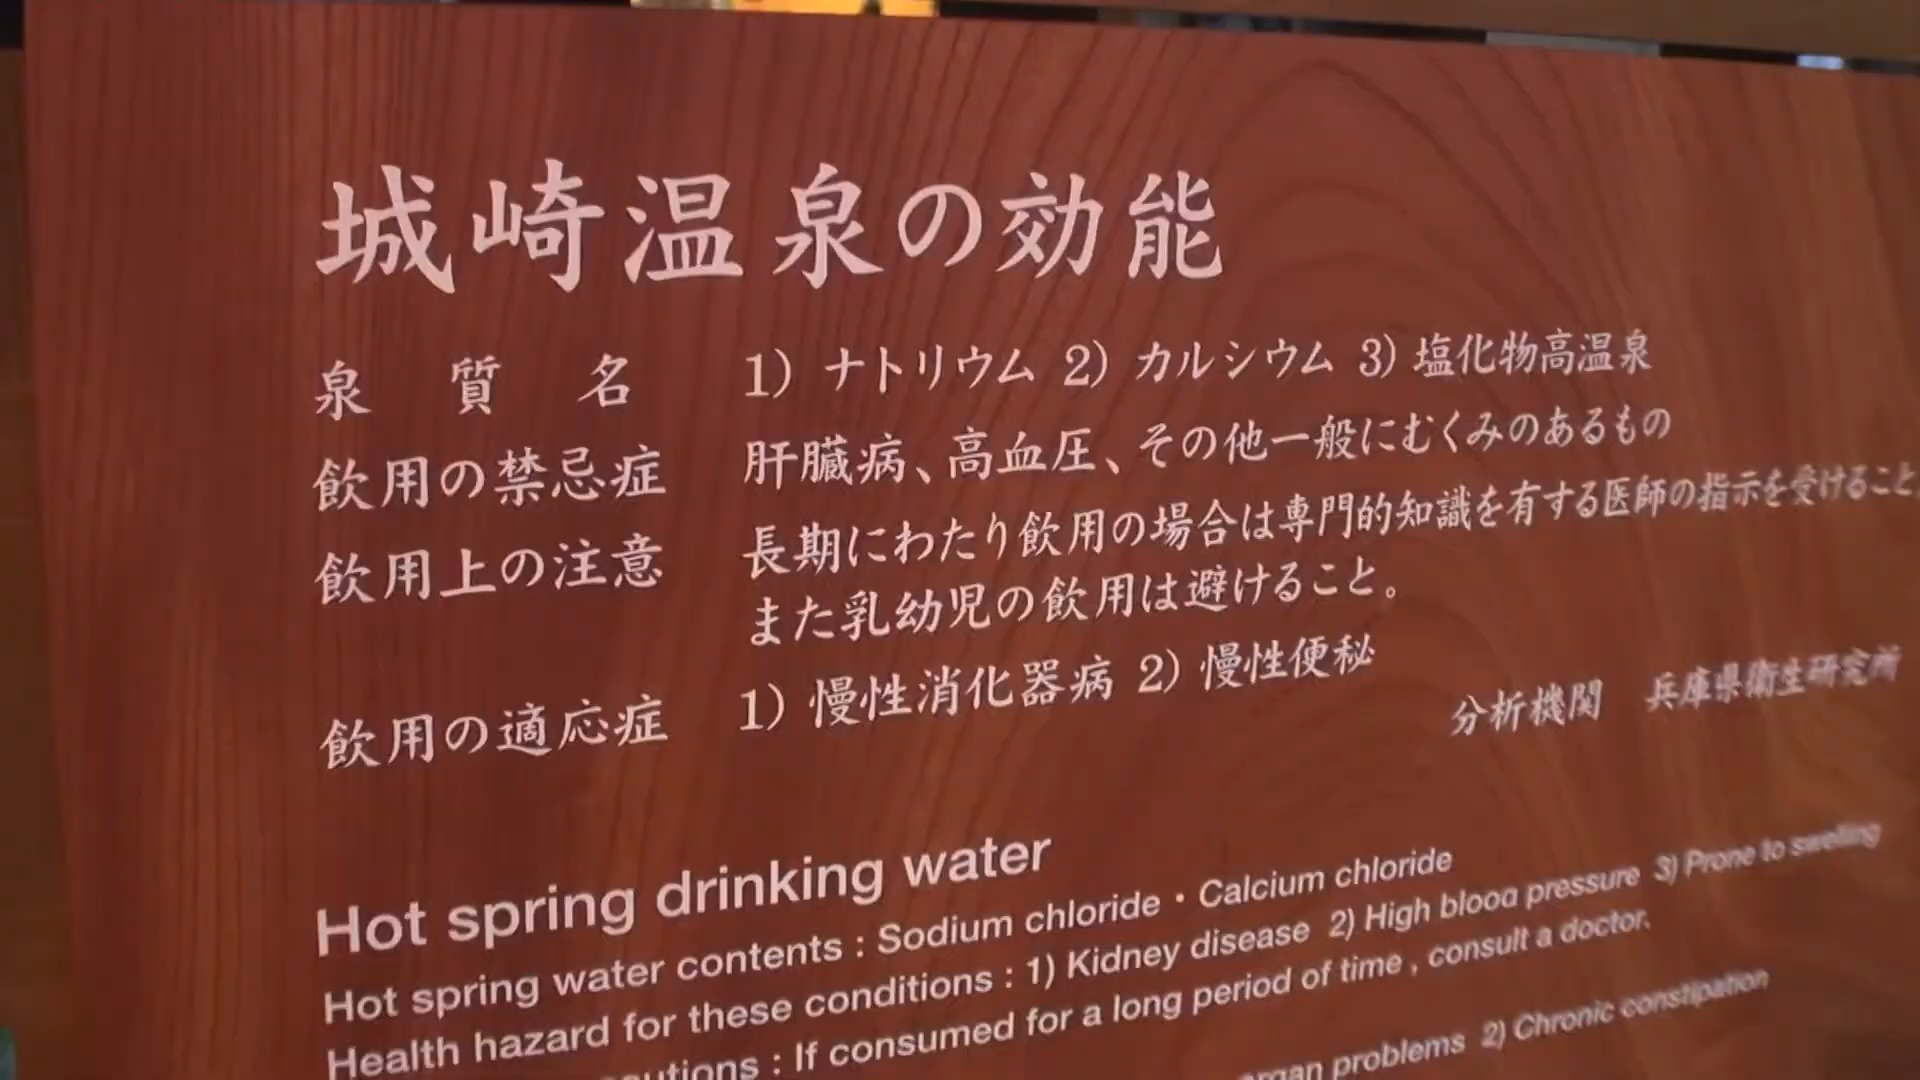 城崎温泉の効能
泉質名 1) ナトリウム 2) カルシウム 3) 塩化物高温泉
飲用の禁忌症 肝臓病、高血圧、その他一般にむくみのあるもの
飲用上の注意 長期にわたり飲用の場合は専門的知識を有する医師の指示を受けること。
また乳幼児の飲用は避けること。
飲用の適応症 1) 慢性消化器病 2) 慢性便秘
分析機関 兵庫県衛生研究所
Hot spring drinking water
Hot spring water contents : Sodium chloride・Calcium chloride
Health hazard for these conditions : 1) Kidney disease 2) High blood pressure 3) Prone to swelling
: If consumed for a long period of time , consult a doctor.
problems 2) Chronic constipation